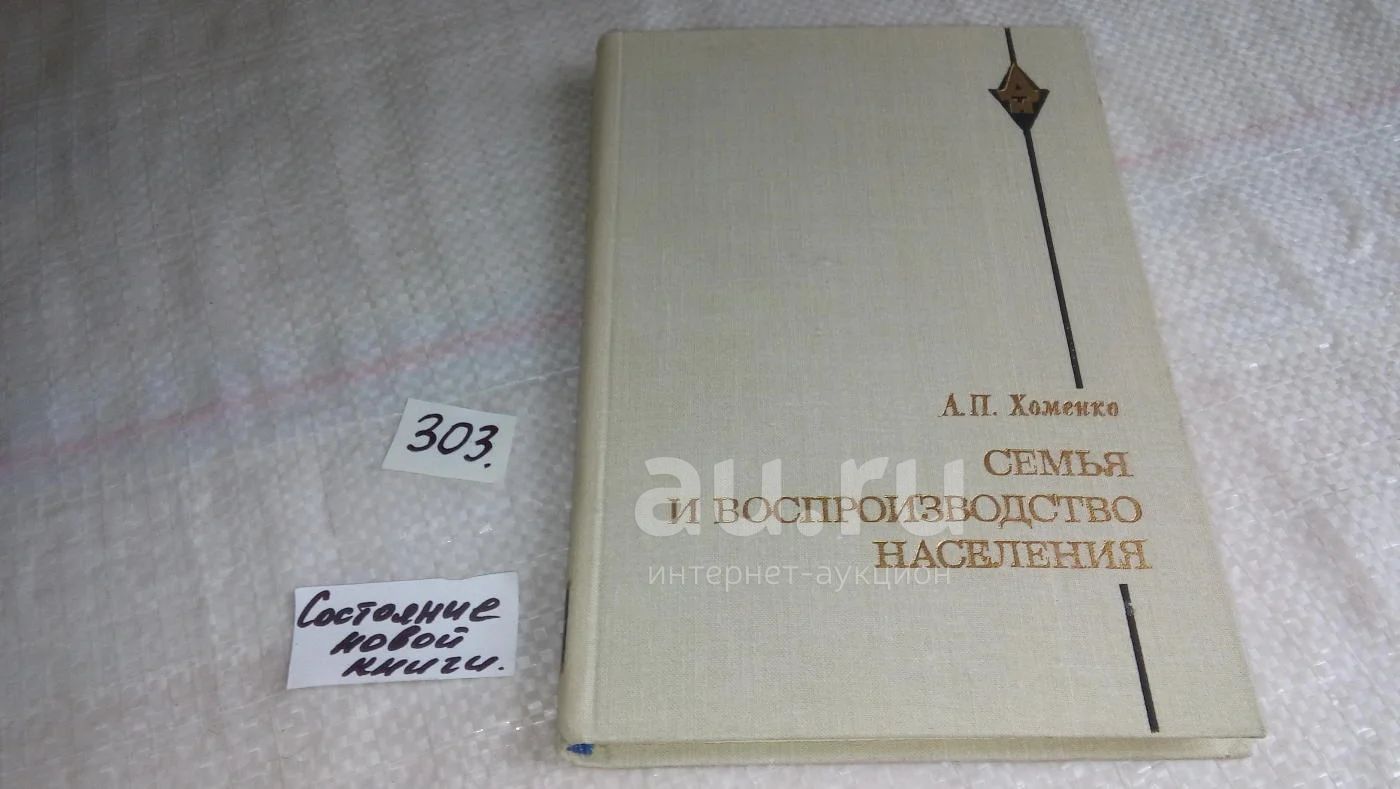 А.П. Хоменко
СЕМЬЯ
И ВОСПРОИЗВОДСТВО
НАСЕЛЕНИЯ
303.
Состояние
новой
книги.
au.ru
интернет-аукцион